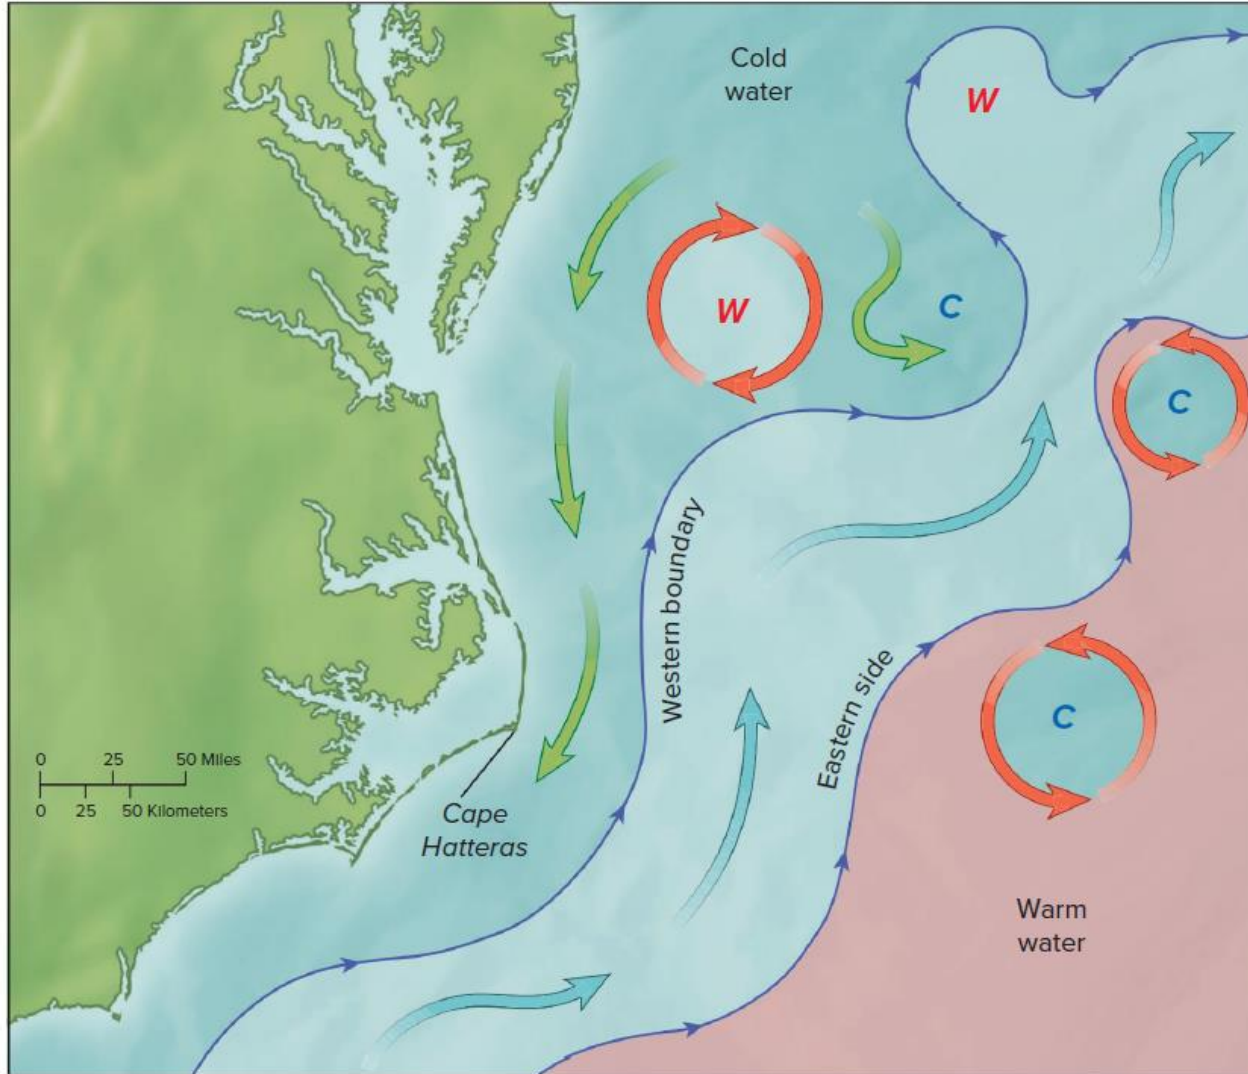 Cold
water
W
W
C
C
Western boundary
Eastern side
C
0 25 50 Miles
0 25 50 Kilometers
Cape
Hatteras
Warm
water